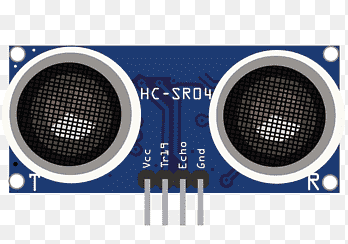 HC-SR04
Vcc
Trig
Echo
Gnd
T
R